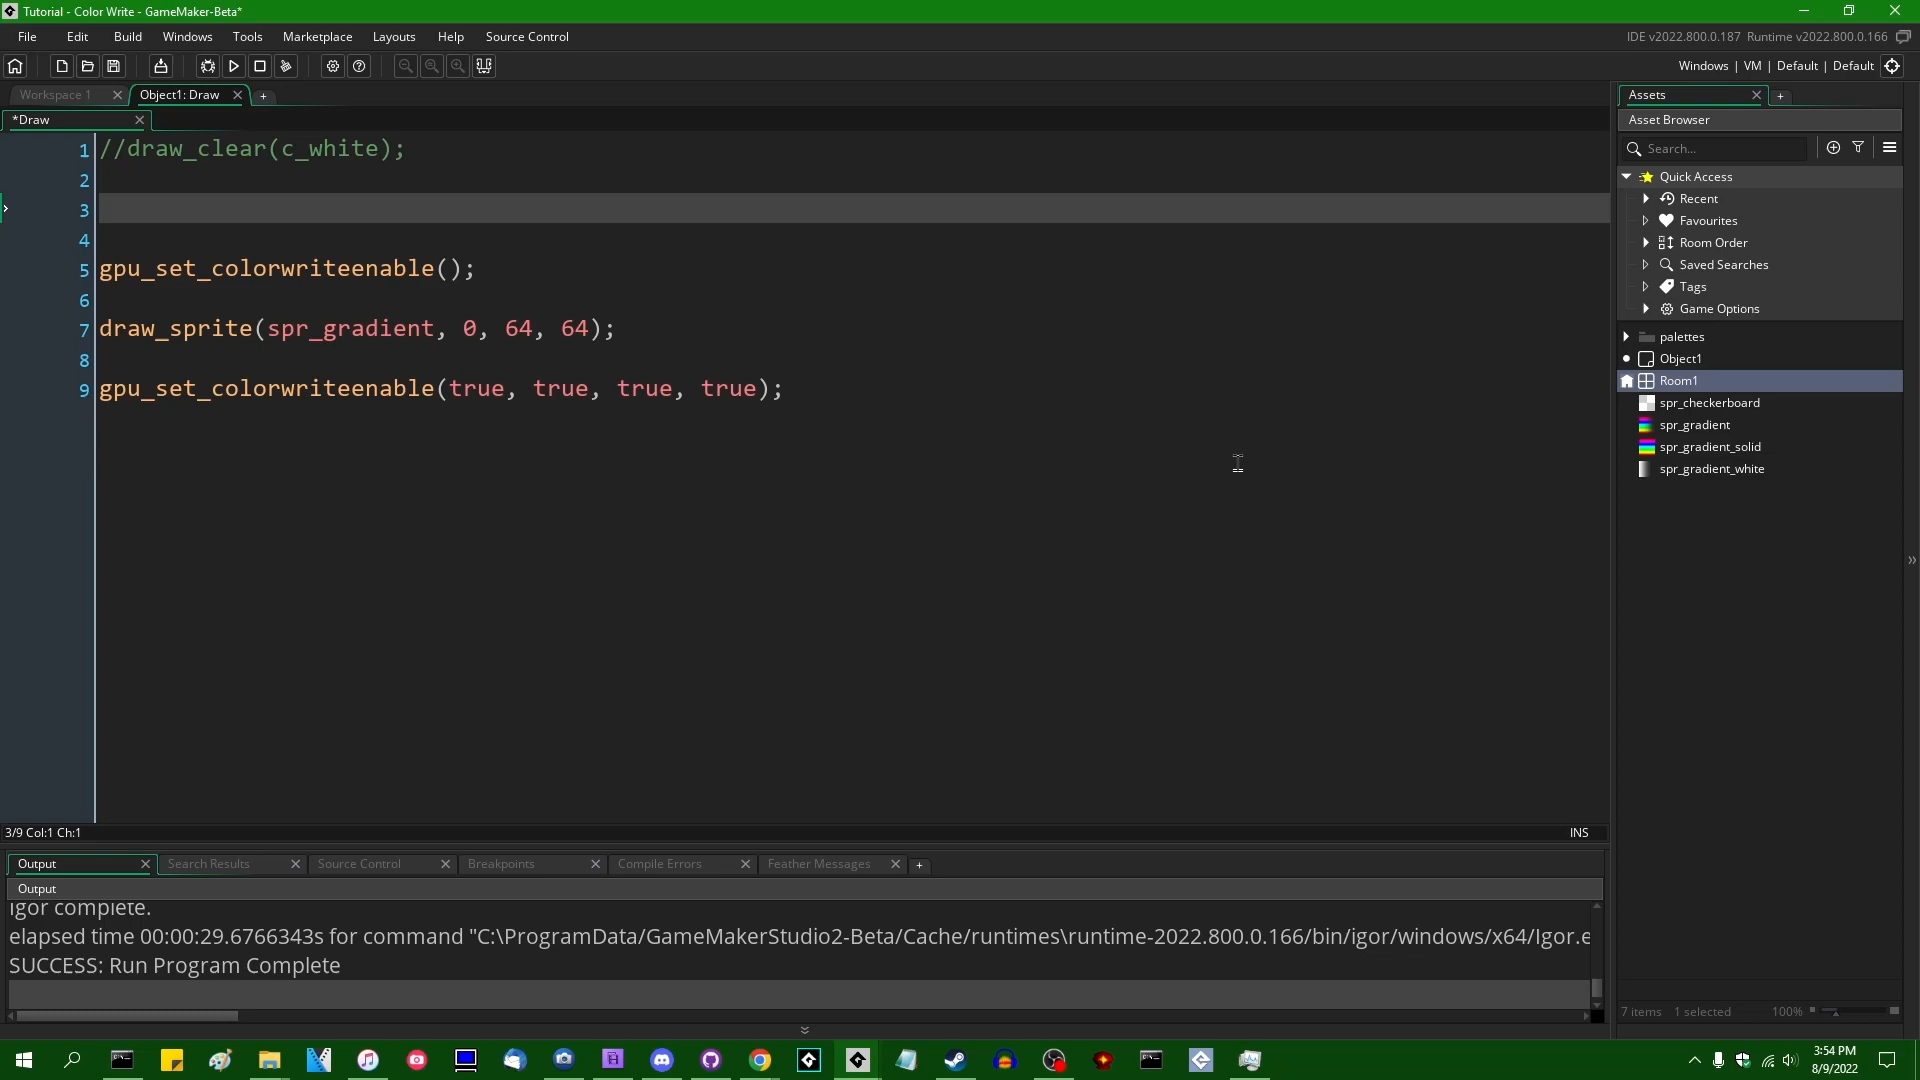 Tutorial - Color Write - GameMaker-Beta*
File Edit Build Windows Tools Marketplace Layouts Help Source Control
IDE v2022.800.0.187 Runtime v2022.800.0.166
Windows | VM | Default | Default
Workspace 1
Object1: Draw
*Draw
1 //draw_clear(c_white);
2
3
4
5 gpu_set_colorwriteenable();
6
7 draw_sprite(spr_gradient, 0, 64, 64);
8
9 gpu_set_colorwriteenable(true, true, true, true);
3/9 Col:1 Ch:1
INS
Output Search Results Source Control Breakpoints Compile Errors Feather Messages
Output
Igor complete.
elapsed time 00:00:29.6766343s for command "C:\ProgramData/GameMakerStudio2-Beta/Cache/runtimes\runtime-2022.800.0.166/bin/igor/windows/x64/Igor.e
SUCCESS: Run Program Complete
Assets
Asset Browser
Search...
Quick Access
Recent
Favourites
Room Order
Saved Searches
Tags
Game Options
palettes
Object1
Room1
spr_checkerboard
spr_gradient
spr_gradient_solid
spr_gradient_white
7 items 1 selected 100%
3:54 PM
8/9/2022